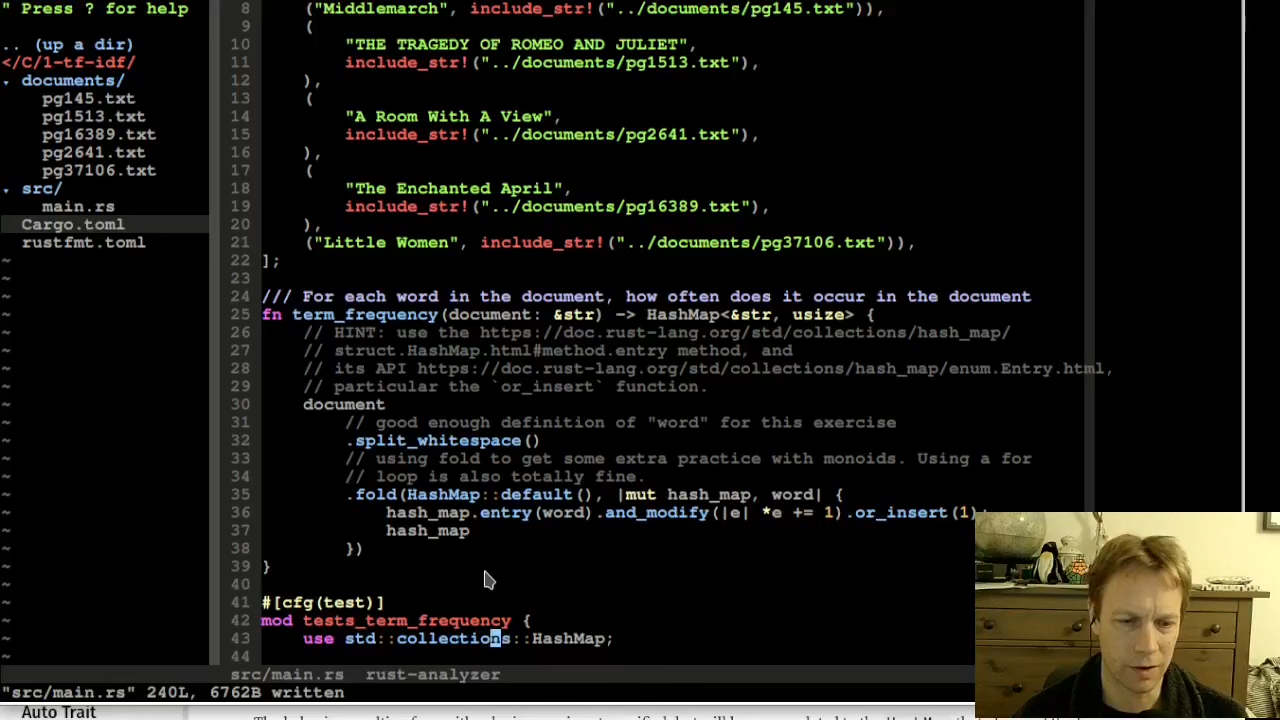 " Press ? for help
.. (up a dir)
</C/1-tf-idf/
▾ documents/
pg145.txt
pg1513.txt
pg16389.txt
pg2641.txt
pg37106.txt
▾ src/
main.rs
Cargo.toml
rustfmt.toml
8 ("Middlemarch", include_str!("../documents/pg145.txt")),
9 (
10 "THE TRAGEDY OF ROMEO AND JULIET",
11 include_str!("../documents/pg1513.txt"),
12 ),
13 (
14 "A Room With A View",
15 include_str!("../documents/pg2641.txt"),
16 ),
17 (
18 "The Enchanted April",
19 include_str!("../documents/pg16389.txt"),
20 ),
21 ("Little Women", include_str!("../documents/pg37106.txt")),
22 ];
23
24 /// For each word in the document, how often does it occur in the document
25 fn term_frequency(document: &str) -> HashMap<&str, usize> {
26 // HINT: use the https://doc.rust-lang.org/std/collections/hash_map/
27 // struct.HashMap.html#method.entry method, and
28 // its API https://doc.rust-lang.org/std/collections/hash_map/enum.Entry.html,
29 // particular the `or_insert` function.
30 document
31 // good enough definition of "word" for this exercise
32 .split_whitespace()
33 // using fold to get some extra practice with monoids. Using a for
34 // loop is also totally fine.
35 .fold(HashMap::default(), |mut hash_map, word| {
36 hash_map.entry(word).and_modify(|e| *e += 1).or_insert(1);
37 hash_map
38 })
39 }
40
41 #[cfg(test)]
42 mod tests_term_frequency {
43 use std::collections::HashMap;
44
src/main.rs rust-analyzer
"src/main.rs" 240L, 6762B written
Auto Trait